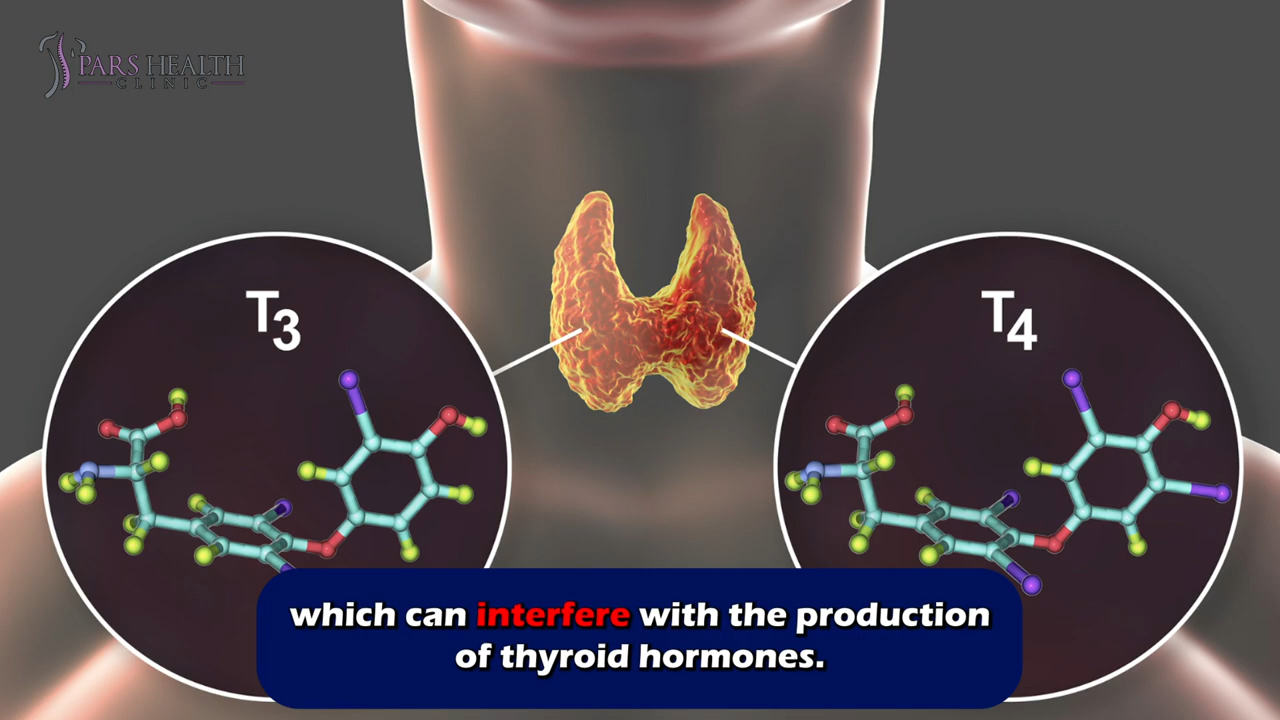 PARS HEALTH
CLINIC
T3
T4
which can interfere with the production
of thyroid hormones.